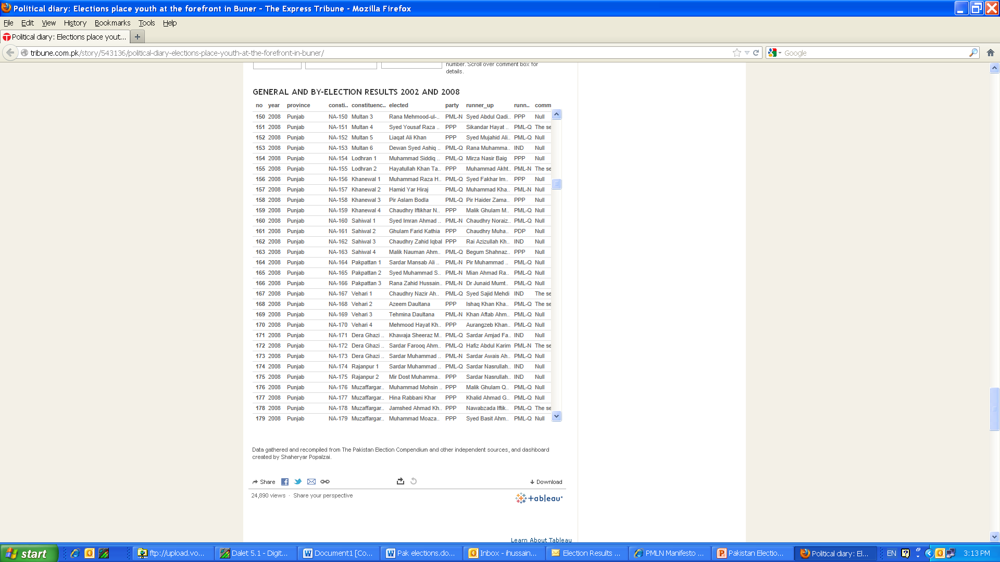 Political diary: Elections place youth at the forefront in Buner - The Express Tribune - Mozilla Firefox
File Edit View History Bookmarks Tools Help
Political diary: Elections place yout...
tribune.com.pk/story/543136/political-diary-elections-place-youth-at-the-forefront-in-buner/ Google
number. Scroll over comment box for
details.
GENERAL AND BY-ELECTION RESULTS 2002 AND 2008
no year province consti.. constituenc.. elected party runner_up runn.. comm
150 2008 Punjab NA-150 Multan 3 Rana Mehmood-ul-.. PML-N Syed Abdul Qadi.. PPP Null
151 2008 Punjab NA-151 Multan 4 Syed Yousaf Raza .. PPP Sikandar Hayat .. PML-Q The se
152 2008 Punjab NA-152 Multan 5 Liaqat Ali Khan PPP Syed Mujahid Ali.. PML-Q Null
153 2008 Punjab NA-153 Multan 6 Dewan Syed Ashiq .. PML-Q Rana Muhamma.. IND Null
154 2008 Punjab NA-154 Lodhran 1 Muhammad Siddiq .. PML-Q Mirza Nasir Baig PPP Null
155 2008 Punjab NA-155 Lodhran 2 Hayatullah Khan Ta.. PPP Muhammad Akht.. PML-N The se
156 2008 Punjab NA-156 Khanewal 1 Muhammad Raza H.. PML-Q Syed Fakhar Im.. PPP Null
157 2008 Punjab NA-157 Khanewal 2 Hamid Yar Hiraj PML-Q Muhammad Kha.. PML-N Null
158 2008 Punjab NA-158 Khanewal 3 Pir Aslam Bodla PML-Q Pir Haider Zama.. PPP Null
159 2008 Punjab NA-159 Khanewal 4 Chaudhry Iftikhar N.. PPP Malik Ghulam M.. PML-Q Null
160 2008 Punjab NA-160 Sahiwal 1 Syed Imran Ahmad .. PML-N Chaudhry Noraiz.. PML-Q Null
161 2008 Punjab NA-161 Sahiwal 2 Ghulam Farid Kathia PPP Chaudhry Muha.. PDP Null
162 2008 Punjab NA-162 Sahiwal 3 Chaudhry Zahid Iqbal PPP Rai Azizullah Kh.. IND Null
163 2008 Punjab NA-163 Sahiwal 4 Malik Nauman Ahm.. PML-Q Begum Shahnaz.. PPP Null
164 2008 Punjab NA-164 Pakpattan 1 Sardar Mansab Ali .. PML-N Pir Muhammad .. PML-Q Null
165 2008 Punjab NA-165 Pakpattan 2 Syed Muhammad S.. PML-N Mian Ahmad Ra.. PML-Q Null
166 2008 Punjab NA-166 Pakpattan 3 Rana Zahid Hussain.. PML-N Dr Junaid Mumt.. PML-Q Null
167 2008 Punjab NA-167 Vehari 1 Chaudhry Nazir Ah.. PML-Q Syed Sajid Mehdi IND The se
168 2008 Punjab NA-168 Vehari 2 Azeem Daultana PPP Ishaq Khan Kha.. PML-Q The se
169 2008 Punjab NA-169 Vehari 3 Tehmina Daultana PML-N Khan Aftab Ahm.. PML-Q Null
170 2008 Punjab NA-170 Vehari 4 Mehmood Hayat Kh.. PPP Aurangzeb Khan.. PML-Q Null
171 2008 Punjab NA-171 Dera Ghazi .. Khawaja Sheeraz M.. PML-Q Sardar Amjad Fa.. IND Null
172 2008 Punjab NA-172 Dera Ghazi .. Sardar Farooq Ahm.. PML-Q Hafiz Abdul Karim PML-N The se
173 2008 Punjab NA-173 Dera Ghazi .. Sardar Muhammad .. PML-N Sardar Awais Ah.. PML-Q Null
174 2008 Punjab NA-174 Rajanpur 1 Sardar Muhammad .. PML-Q Sardar Nasrullah.. IND Null
175 2008 Punjab NA-175 Rajanpur 2 Mir Dost Muhamma.. PPP Sardar Nasrullah.. IND Null
176 2008 Punjab NA-176 Muzaffargar.. Muhammad Mohsin .. PPP Malik Ghulam Q.. PML-Q Null
177 2008 Punjab NA-177 Muzaffargar.. Hina Rabbani Khar PPP Khalid Ahmad G.. PML-Q Null
178 2008 Punjab NA-178 Muzaffargar.. Jamshed Ahmad Kh.. PPP Nawabzada Iftik.. PML-Q The se
179 2008 Punjab NA-179 Muzaffargar.. Muhammad Moaza.. PPP Syed Basit Ahm.. PML-Q Null
Data gathered and recompiled from The Pakistan Election Compendium and other independent sources, and dashboard
created by Shaheryar Popalzai.
Share Download
24,890 views · Share your perspective +ableau
Learn About Tableau
start ftp://upload.vo... Dalet 5.1 - Digit... Document1 [Co... Pak elections.do... Inbox - ihussain... Election Results ... PMLN Manifesto ... Pakistan Electio... Political diary: El... EN 3:13 PM